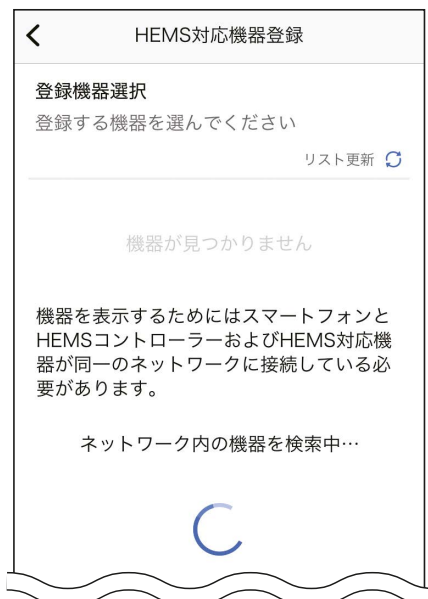 HEMS対応機器登録
登録機器選択
登録する機器を選んでください
リスト更新
機器が見つかりません
機器を表示するためにはスマートフォンと
HEMSコントローラーおよびHEMS対応機
器が同一のネットワークに接続している必
要があります。
ネットワーク内の機器を検索中…